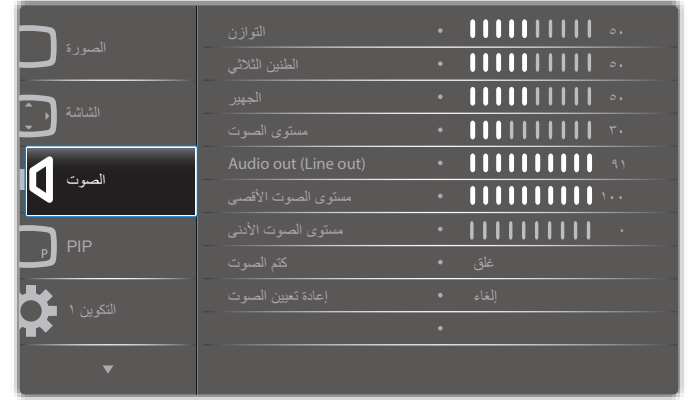 الصورة
الشاشة
الصوت
P
PIP
التكوين ١
التوازن • ٥٠
الطنين الثلاثي • ٥٠
الجهير • ٥٠
مستوى الصوت • ٣٠
Audio out (Line out) • ٩١
مستوى الصوت الأقصى • ١٠٠
مستوى الصوت الأدنى • ٠
كتم الصوت • غلق
إعادة تعيين الصوت • إلغاء